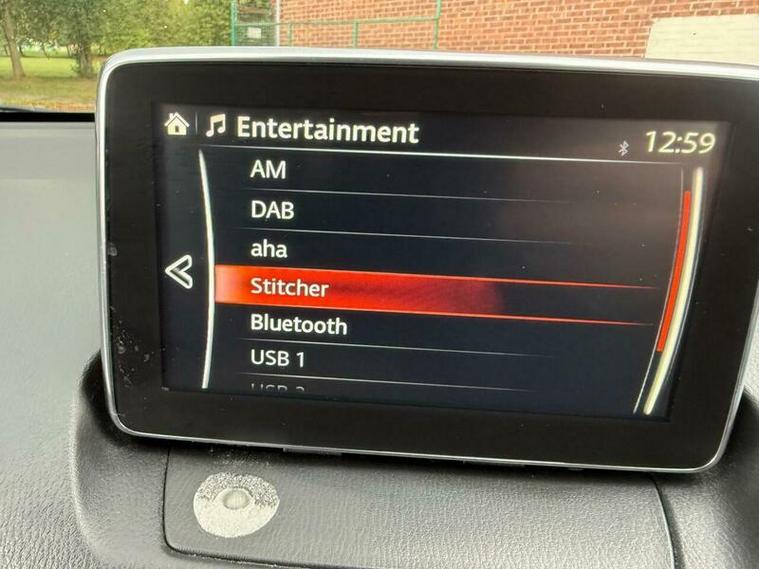 Entertainment
12:59
AM
DAB
aha
Stitcher
Bluetooth
USB 1